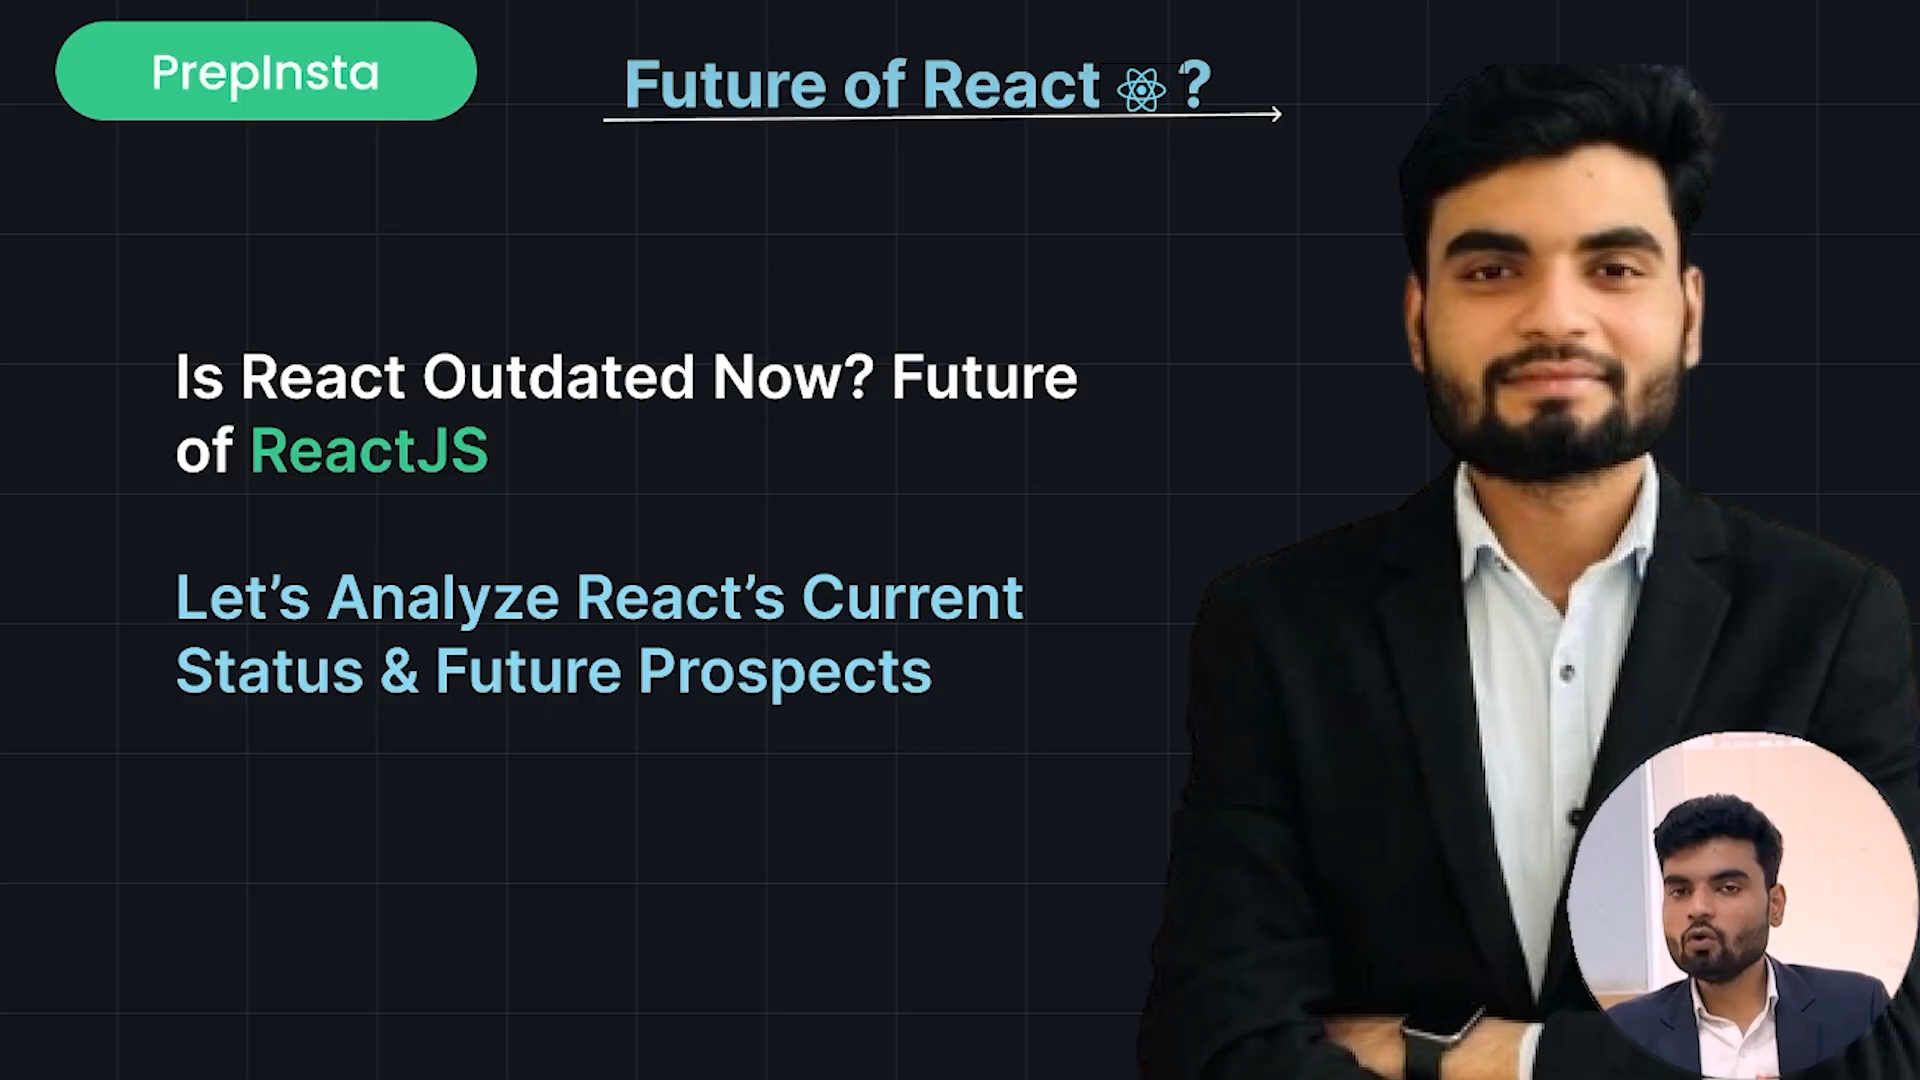 PrepInsta
Future of React ?
Is React Outdated Now? Future
of ReactJS
Let’s Analyze React’s Current
Status & Future Prospects